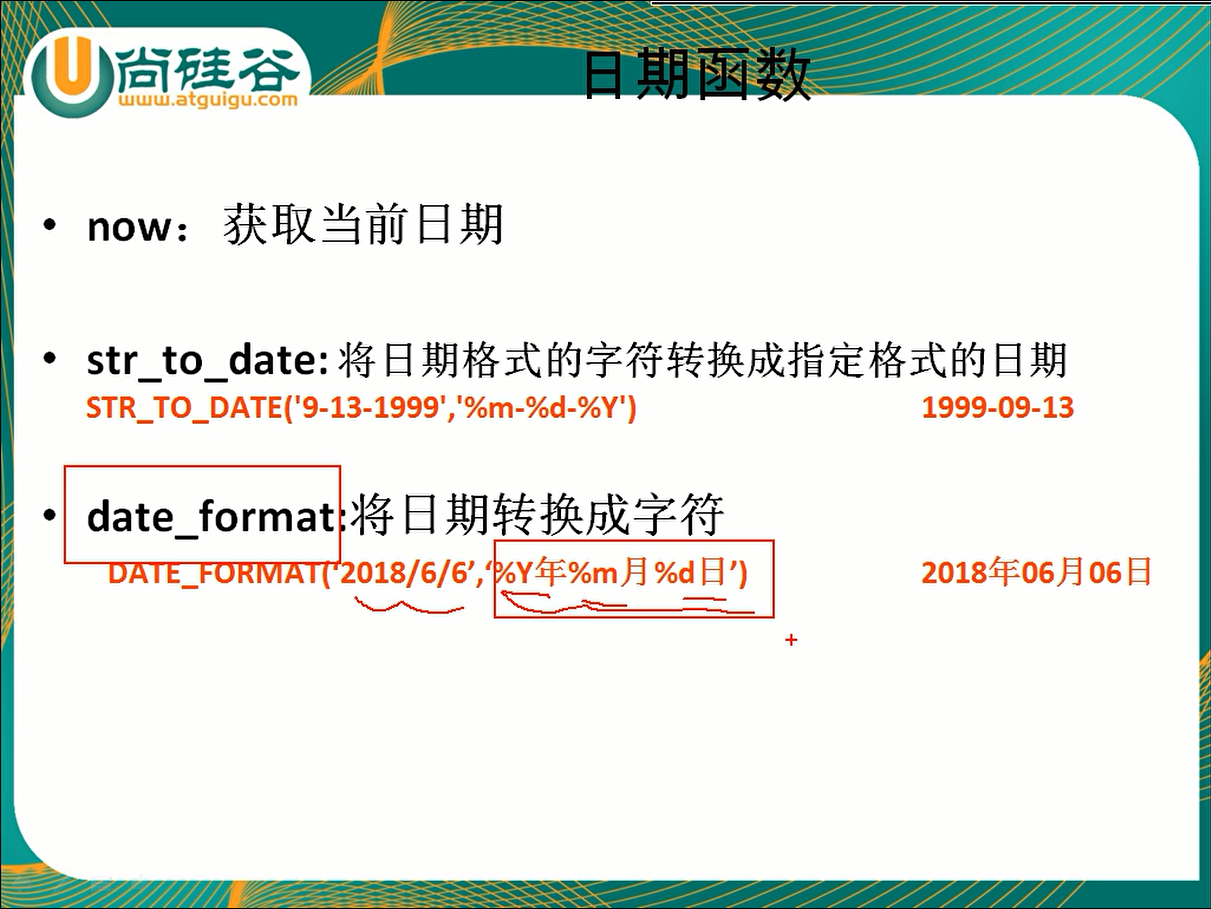 尚硅谷
www.atguigu.com
日期函数
• now： 获取当前日期
• str_to_date: 将日期格式的字符转换成指定格式的日期
STR_TO_DATE('9-13-1999','%m-%d-%Y') 1999-09-13
• date_format:将日期转换成字符
DATE_FORMAT(‘2018/6/6’,‘%Y年%m月%d日’) 2018年06月06日